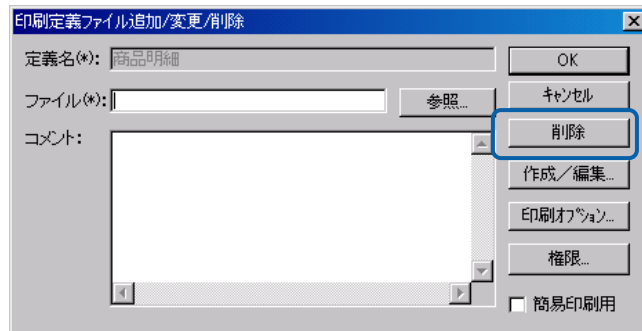 印刷定義ファイル追加/変更/削除
定義名(*): 商品明細
OK
ファイル(*):
参照...
キャンセル
コメント:
削除
作成／編集...
印刷オプション...
権限...
簡易印刷用